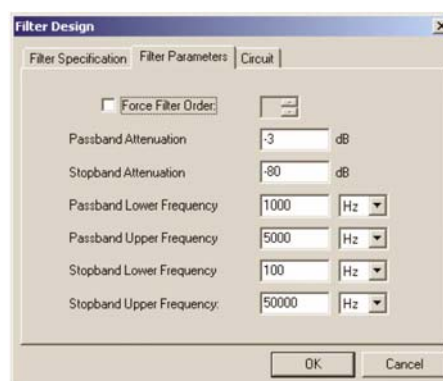 Filter Design
Filter Specification Filter Parameters Circuit
Force Filter Order:
Passband Attenuation -3 dB
Stopband Attenuation -80 dB
Passband Lower Frequency 1000 Hz
Passband Upper Frequency 5000 Hz
Stopband Lower Frequency 100 Hz
Stopband Upper Frequency: 50000 Hz
OK Cancel